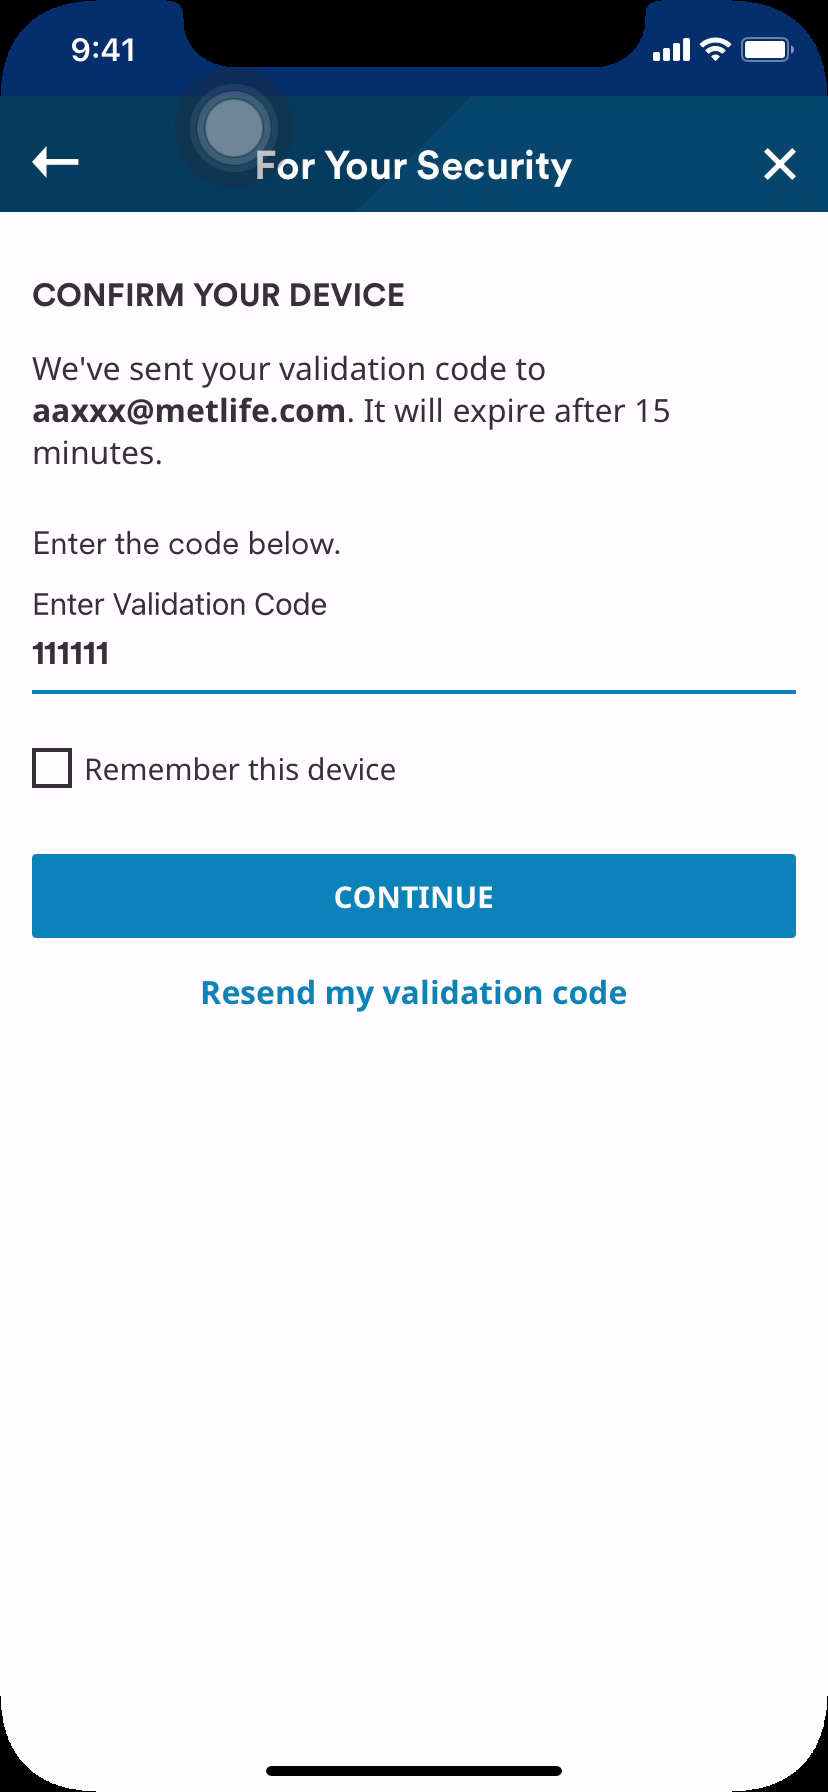 9:41
For Your Security
CONFIRM YOUR DEVICE
We've sent your validation code to
aaxxx@metlife.com. It will expire after 15
minutes.
Enter the code below.
Enter Validation Code
111111
Remember this device
CONTINUE
Resend my validation code